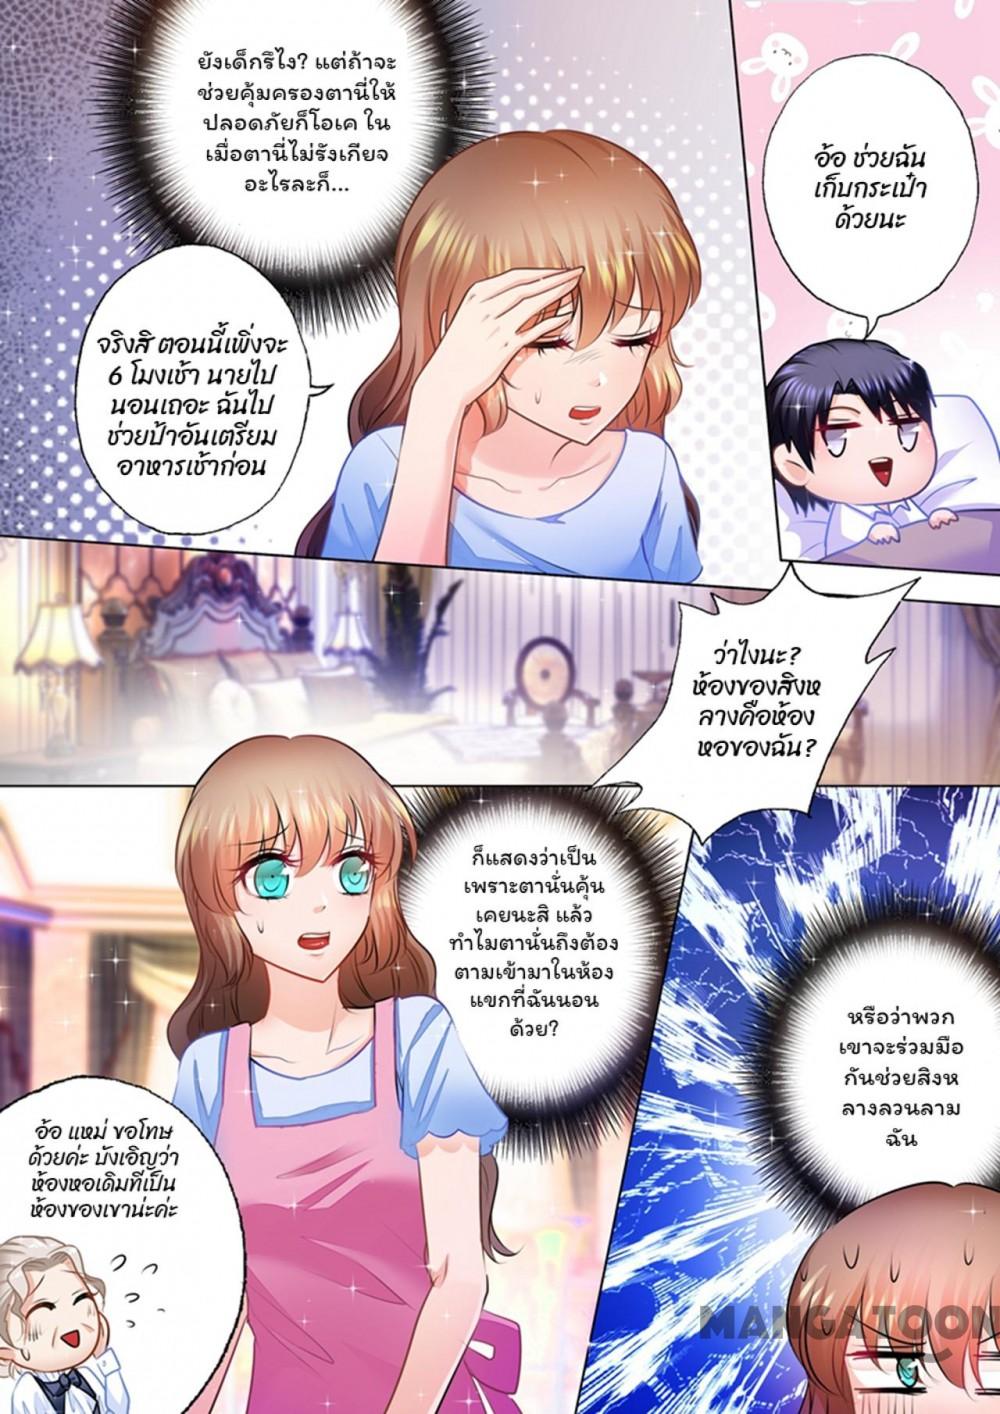 ยังเด็กรึไง? แต่ถ้าจะ
ช่วยคุ้มครองตานี่ให้
ปลอดภัยก็โอเค ใน
เมื่อตานี่ไม่รังเกียจ
อะไรละก็...
อ้อ ช่วยฉัน
เก็บกระเป๋า
ด้วยนะ
จริงสิ ตอนนี้เพิ่งจะ
6 โมงเช้า นายไป
นอนเถอะ ฉันไป
ช่วยป้าอันเตรียม
อาหารเช้าก่อน
ว่าไงนะ?
ห้องของสิงห
ลางคือห้อง
หอของฉัน?
ก็แสดงว่าเป็น
เพราะตานั่นคุ้น
เคยนะสิ แล้ว
ทำไมตานั่นถึงต้อง
ตามเข้ามาในห้อง
แขกที่ฉันนอน
ด้วย?
หรือว่าพวก
เขาจะร่วมมือ
กันช่วยสิงห
ลางลวนลาม
ฉัน
อ้อ แหม่ ขอโทษ
ด้วยค่ะ บังเอิญว่า
ห้องหอเดิมทีเป็น
ห้องของเขาน่ะค่ะ
MANGATOON